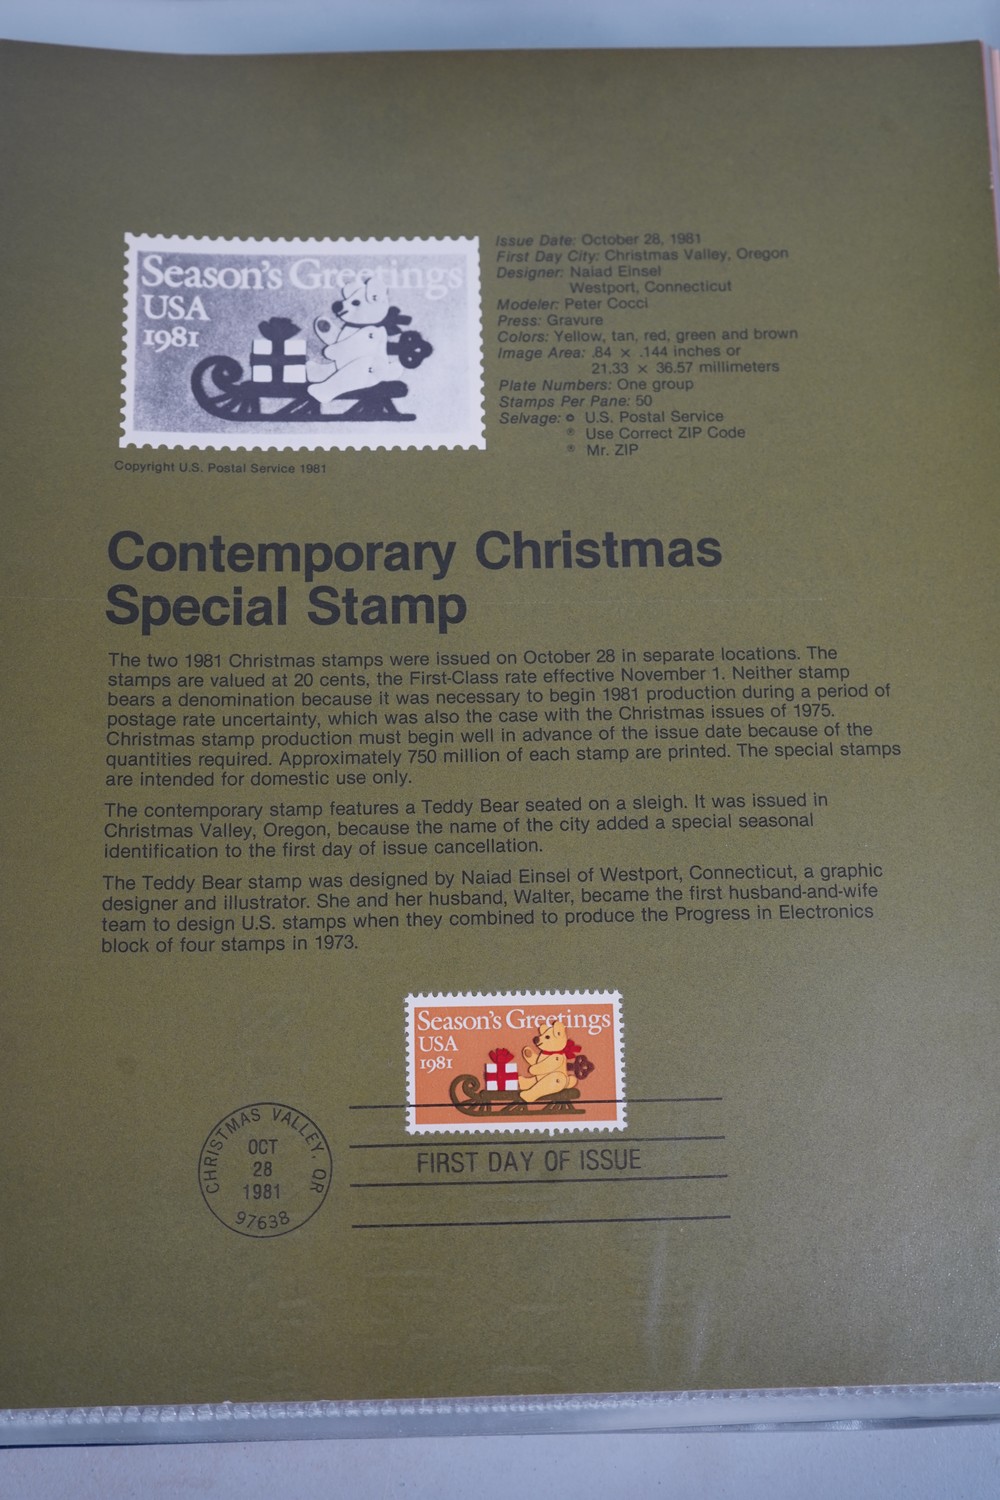 Season's Greetings
USA
1981
Copyright U.S. Postal Service 1981
Issue Date: October 28, 1981
First Day City: Christmas Valley, Oregon
Designer: Naiad Einsel
Westport, Connecticut
Modeler: Peter Cocci
Press: Gravure
Colors: Yellow, tan, red, green and brown
Image Area: .84 × .144 inches or
21.33 × 36.57 millimeters
Plate Numbers: One group
Stamps Per Pane: 50
Selvage: © U.S. Postal Service
® Use Correct ZIP Code
® Mr. ZIP
Contemporary Christmas
Special Stamp
The two 1981 Christmas stamps were issued on October 28 in separate locations. The
stamps are valued at 20 cents, the First-Class rate effective November 1. Neither stamp
bears a denomination because it was necessary to begin 1981 production during a period of
postage rate uncertainty, which was also the case with the Christmas issues of 1975.
Christmas stamp production must begin well in advance of the issue date because of the
quantities required. Approximately 750 million of each stamp are printed. The special stamps
are intended for domestic use only.
The contemporary stamp features a Teddy Bear seated on a sleigh. It was issued in
Christmas Valley, Oregon, because the name of the city added a special seasonal
identification to the first day of issue cancellation.
The Teddy Bear stamp was designed by Naiad Einsel of Westport, Connecticut, a graphic
designer and illustrator. She and her husband, Walter, became the first husband-and-wife
team to design U.S. stamps when they combined to produce the Progress in Electronics
block of four stamps in 1973.
Season's Greetings
USA
1981
CHRISTMAS VALLEY, OR
OCT
28
1981
97638
FIRST DAY OF ISSUE